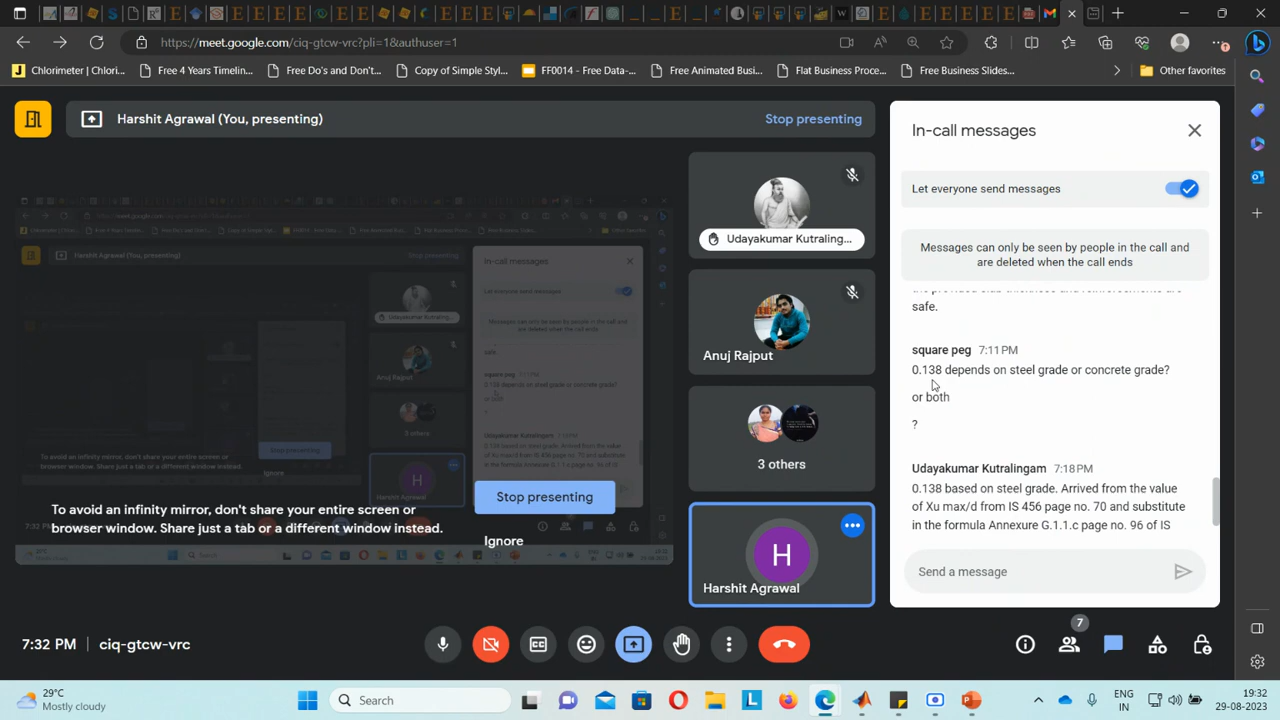 https://meet.google.com/ciq-gtcw-vrc?pli=1&authuser=1
Chlorimeter | Chlori...
Free 4 Years Timelin...
Free Do's and Don't...
Copy of Simple Styl...
FF0014 - Free Data-...
Free Animated Busi...
Flat Business Proce...
Free Business Slides...
Other favorites
Harshit Agrawal (You, presenting)
Stop presenting
In-call messages
Let everyone send messages
Messages can only be seen by people in the call and
are deleted when the call ends
safe.
square peg 7:11 PM
0.138 depends on steel grade or concrete grade?
or both
?
Udayakumar Kutralingam 7:18 PM
0.138 based on steel grade. Arrived from the value
of Xu max/d from IS 456 page no. 70 and substitute
in the formula Annexure G.1.1.c page no. 96 of IS
Send a message
Udayakumar Kutraling...
Anuj Rajput
3 others
H
Harshit Agrawal
To avoid an infinity mirror, don't share your entire screen or
browser window. Share just a tab or a different window instead.
Stop presenting
Ignore
7:32 PM | ciq-gtcw-vrc
7
29°C
Mostly cloudy
Search
ENG
IN
19:32
29-08-2023